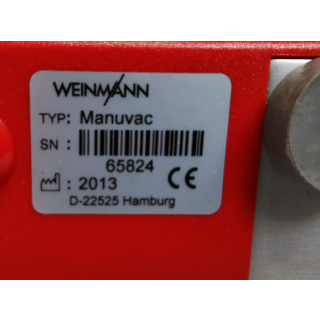 WEINMANN
TYP: Manuvac
SN :
65824
: 2013 CE
D-22525 Hamburg